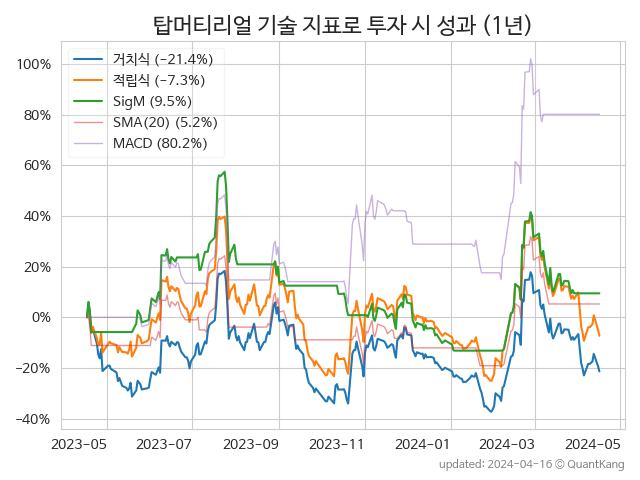 탑머티리얼 기술 지표로 투자 시 성과 (1년)
거치식 (-21.4%)
적립식 (-7.3%)
SigM (9.5%)
SMA(20) (5.2%)
MACD (80.2%)
100%
80%
60%
40%
20%
0%
-20%
-40%
2023-05 2023-07 2023-09 2023-11 2024-01 2024-03 2024-05
updated: 2024-04-16 © QuantKang